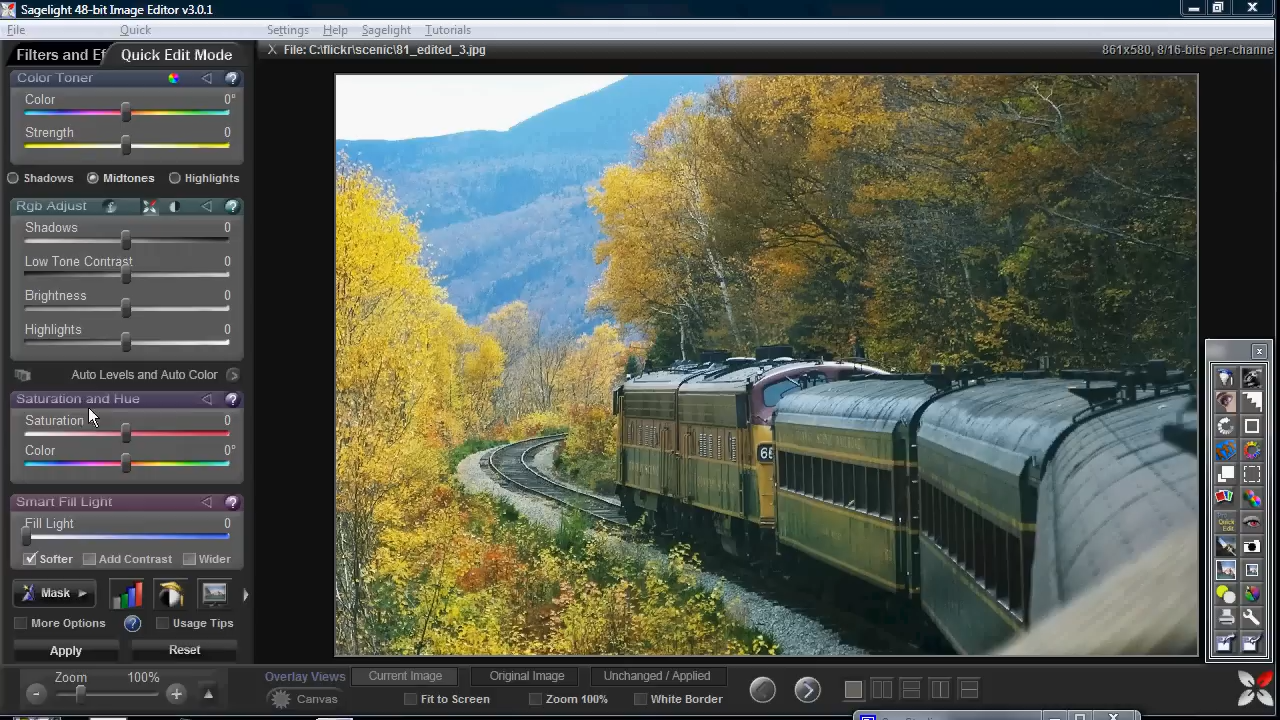 Sagelight 48-bit Image Editor v3.0.1
File Quick Settings Help Sagelight Tutorials
Filters and Ef Quick Edit Mode
X File: C:\flickr\scenic\81_edited_3.jpg 861x580, 8/16-bits per-channe
Color Toner
Color 0°
Strength 0
Shadows Midtones Highlights
Rgb Adjust
Shadows 0
Low Tone Contrast 0
Brightness 0
Highlights 0
Auto Levels and Auto Color
Saturation and Hue
Saturation 0
Color 0°
Smart Fill Light
Fill Light 0
Softer Add Contrast Wider
Mask
More Options Usage Tips
Apply Reset
Zoom 100%
Overlay Views Current Image Original Image Unchanged / Applied
Canvas Fit to Screen Zoom 100% White Border
Quick
Edit